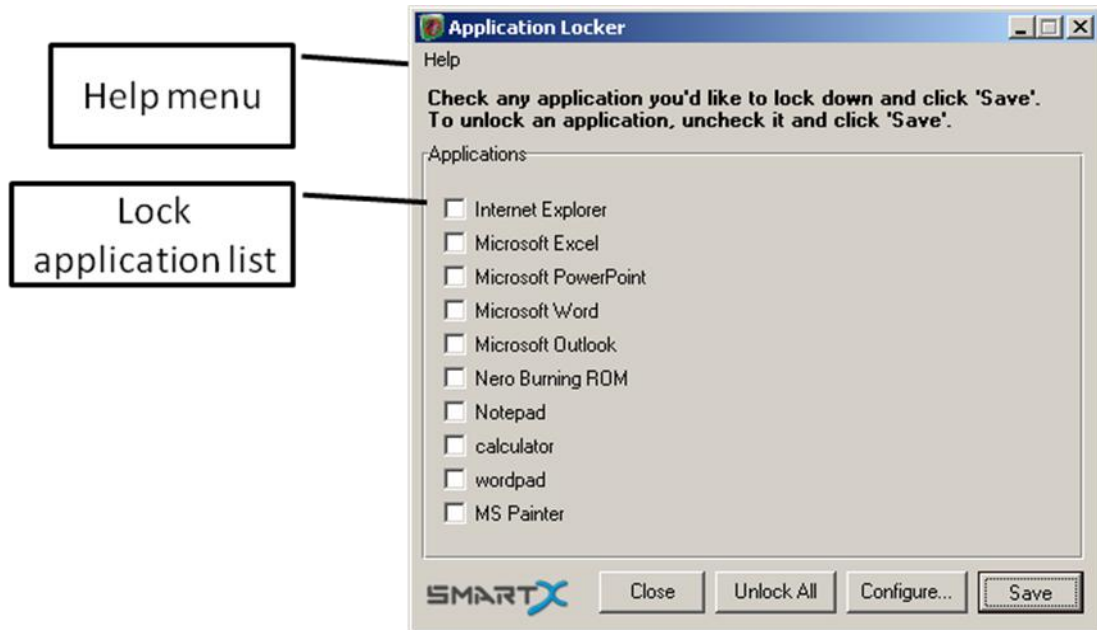 Help menu
Lock
application list
Application Locker
Help
Check any application you'd like to lock down and click 'Save'.
To unlock an application, uncheck it and click 'Save'.
Applications
Internet Explorer
Microsoft Excel
Microsoft PowerPoint
Microsoft Word
Microsoft Outlook
Nero Burning ROM
Notepad
calculator
wordpad
MS Painter
SMARTX
Close
Unlock All
Configure...
Save